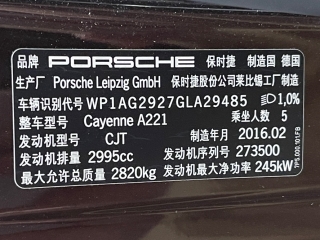 品牌 PORSCHE 保时捷 制造国 德国
生产厂 Porsche Leipzig GmbH 保时捷股份公司莱比锡工厂制造
车辆识别代号 WP1AG2927GLA29485 1,0%
整车型号 Cayenne A221 乘坐人数 5
发动机型号 CJT 制造年月 2016.02
发动机排量 2995cc 发动机序列号 273500
最大允许总质量 2820kg 发动机最大净功率 245kW
7P5.000.101.FB